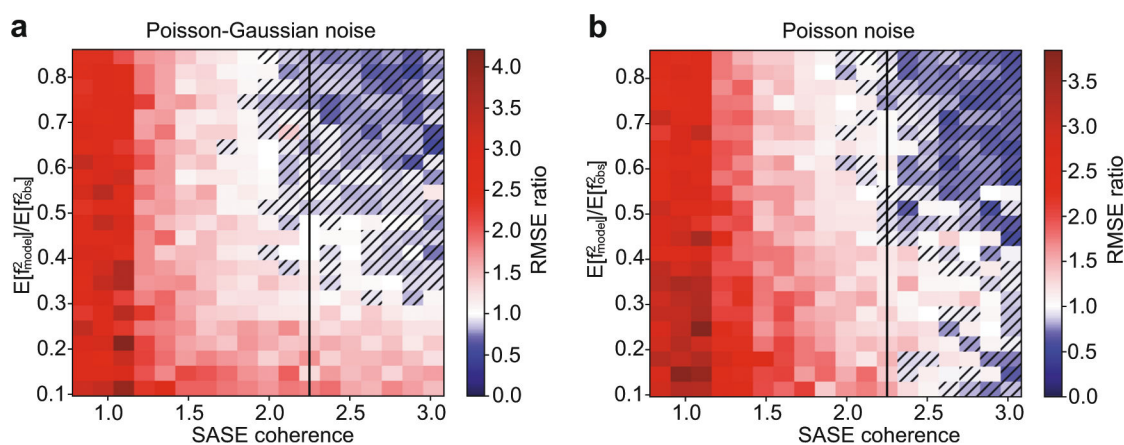 a
Poisson-Gaussian noise
E[f²model]/E[f²obs]
0.8
0.7
0.6
0.5
0.4
0.3
0.2
0.1
1.0 1.5 2.0 2.5 3.0
SASE coherence
4.0
3.5
3.0
2.5
2.0
1.5
1.0
0.5
0.0
RMSE ratio
b
Poisson noise
E[f²model]/E[f²obs]
0.8
0.7
0.6
0.5
0.4
0.3
0.2
0.1
1.0 1.5 2.0 2.5 3.0
SASE coherence
3.5
3.0
2.5
2.0
1.5
1.0
0.5
0.0
RMSE ratio